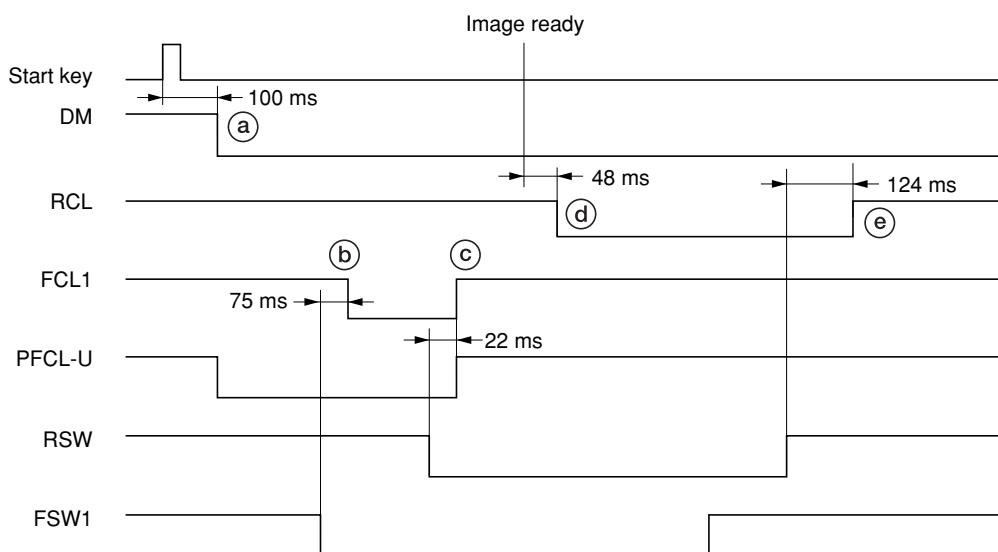 Image ready
Start key
100 ms
DM
a
48 ms
124 ms
RCL
d
e
b
c
FCL1
75 ms
22 ms
PFCL-U
RSW
FSW1